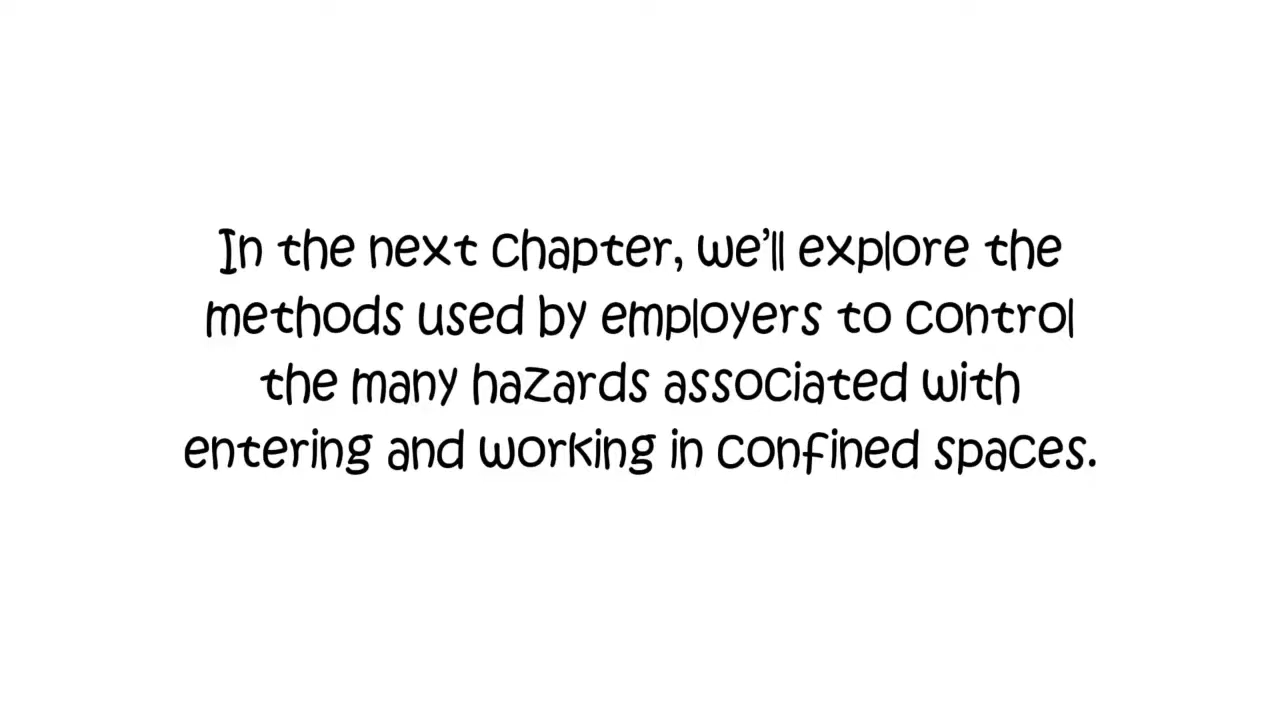 In the next chapter, we’ll explore the
methods used by employers to control
the many hazards associated with
entering and working in confined spaces.